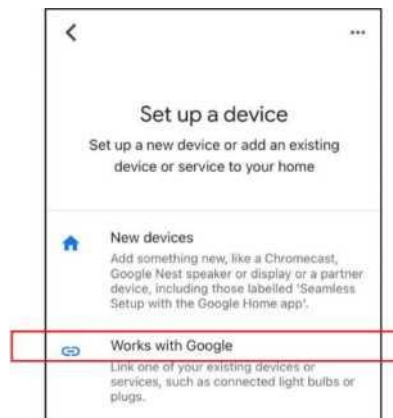 Set up a device
Set up a new device or add an existing
device or service to your home
New devices
Add something new, like a Chromecast,
Google Nest speaker or display or a partner
device, including those labelled 'Seamless
Setup with the Google Home app'.
Works with Google
Link one of your existing devices or
services, such as connected light bulbs or
plugs.